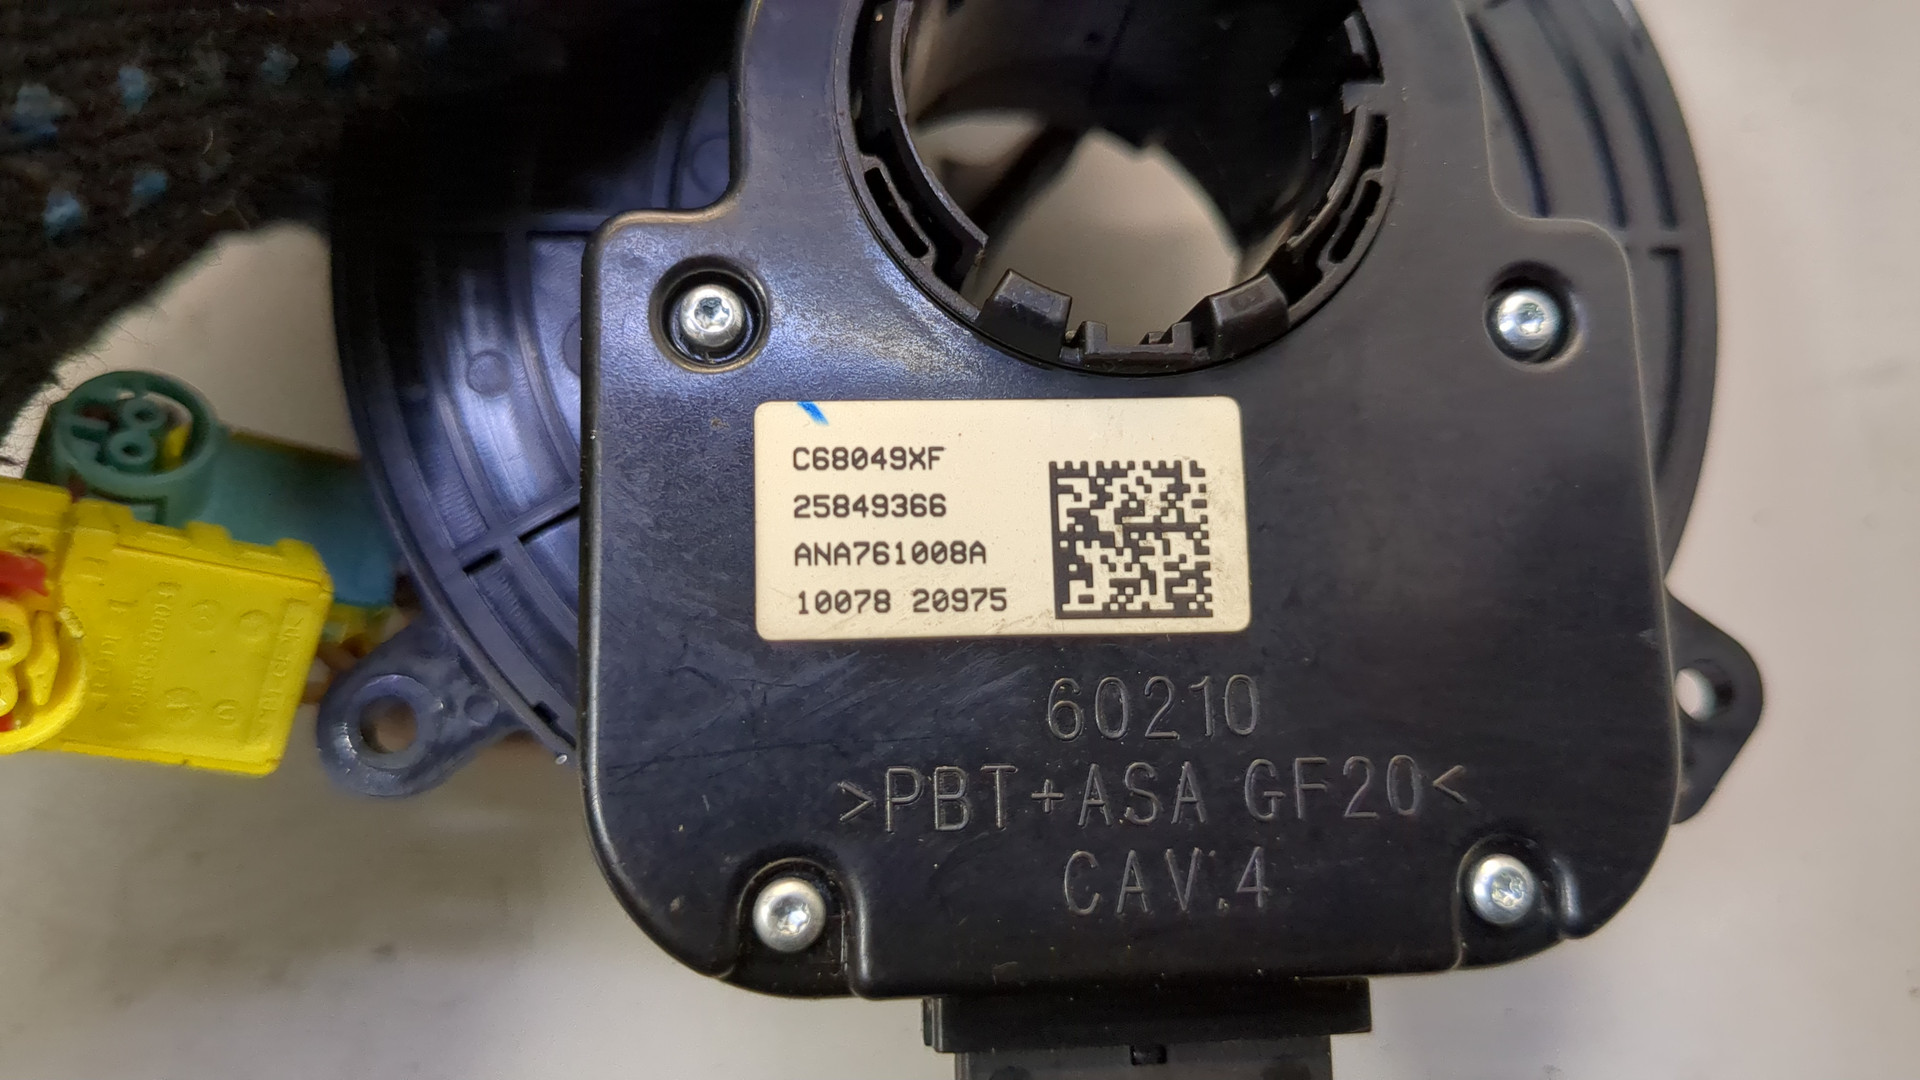 C68049XF
25849366
ANA761008A
10078 20975
60210
>PBT+ASA GF20<
CAV.4